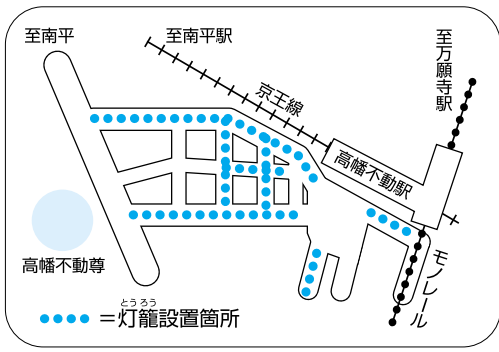 至南平
至南平駅
京王線
至万願寺駅
高幡不動駅
高幡不動尊
モノレール
とうろう
=灯籠設置箇所